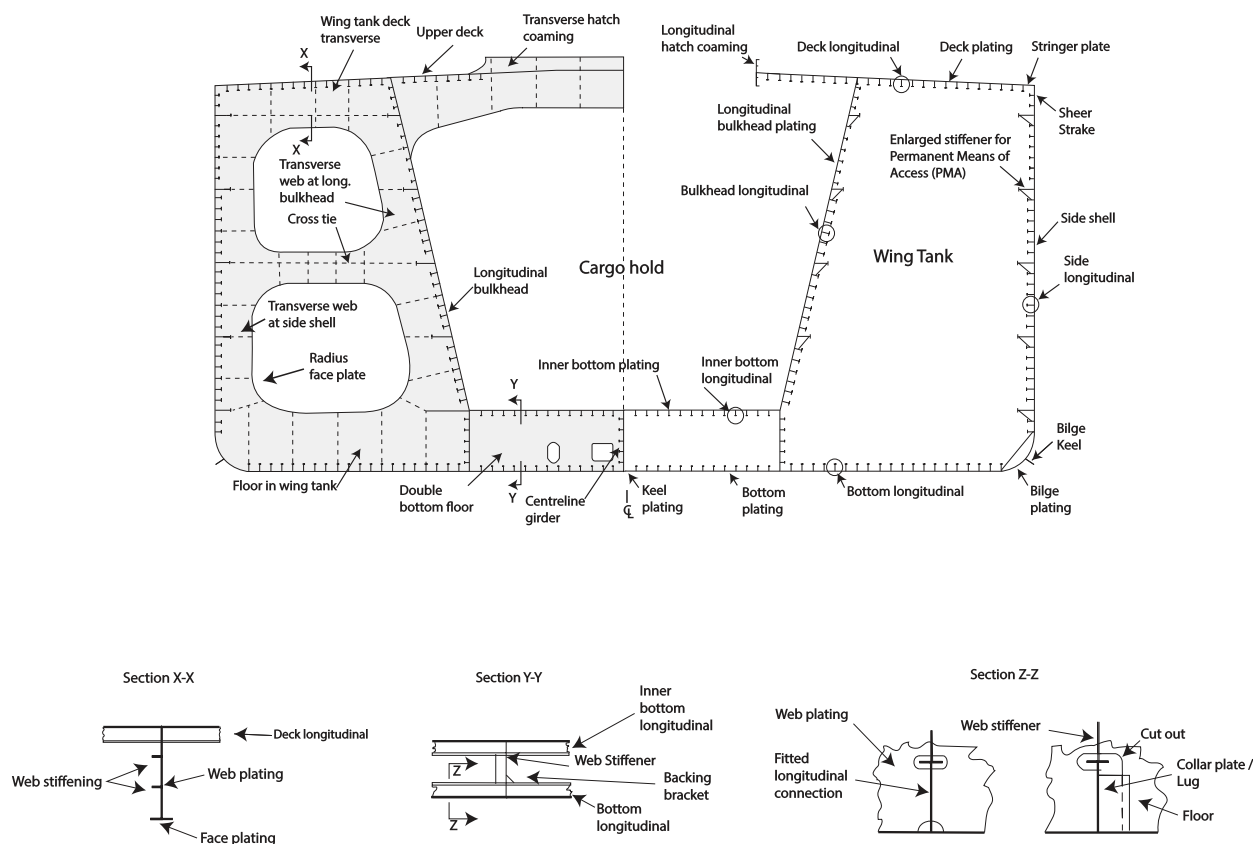 Wing tank deck
transverse
Upper deck
Transverse hatch
coaming
Longitudinal
hatch coaming
Deck longitudinal
Deck plating
Stringer plate
X
X
Sheer
Strake
Longitudinal
bulkhead plating
Enlarged stiffener for
Permanent Means of
Access (PMA)
Transverse
web at long.
bulkhead
Cross tie
Bulkhead longitudinal
Side shell
Cargo hold
Wing Tank
Side
longitudinal
Longitudinal
bulkhead
Transverse web
at side shell
Radius
face plate
Inner bottom plating
Inner bottom
longitudinal
Y
Y
Bilge
Keel
Floor in wing tank
Double
bottom floor
Centreline
girder
Keel
plating
℄
Bottom
plating
Bottom longitudinal
Bilge
plating
Section X-X
Deck longitudinal
Web stiffening
Web plating
Face plating
Section Y-Y
Inner
bottom
longitudinal
Web Stiffener
Z
Z
Backing
bracket
Bottom
longitudinal
Section Z-Z
Web plating
Fitted
longitudinal
connection
Web stiffener
Cut out
Collar plate /
Lug
Floor